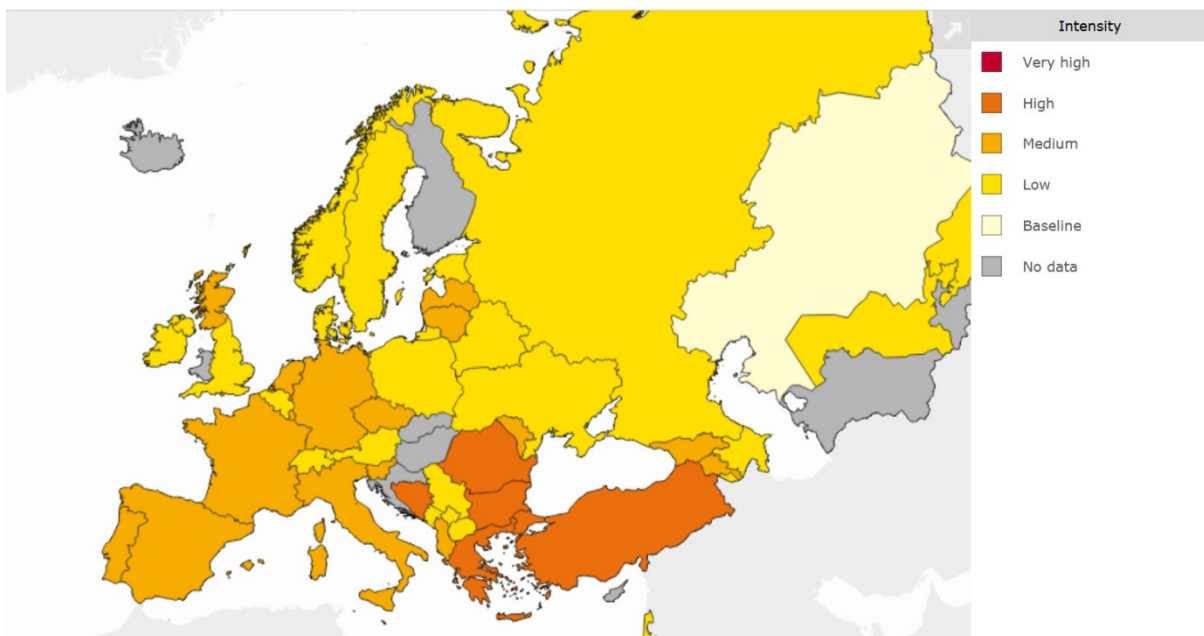 Intensity
Very high
High
Medium
Low
Baseline
No data